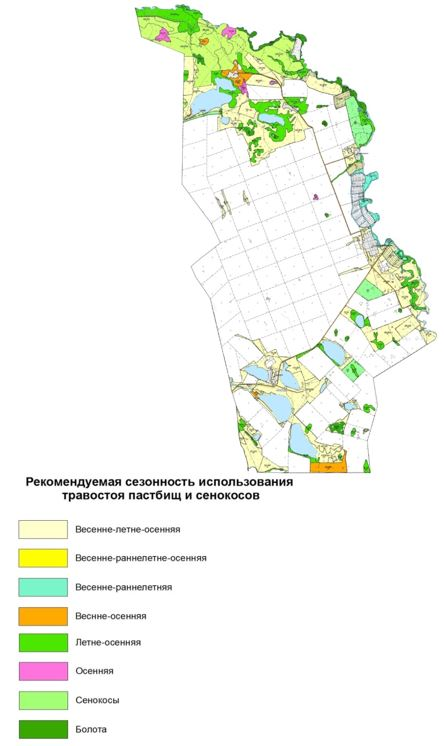 Рекомендуемая сезонность использования
травостоя пастбищ и сенокосов
Весенне-летне-осенняя
Весенне-раннелетне-осенняя
Весенне-раннелетняя
Веснне-осенняя
Летне-осенняя
Осенняя
Сенокосы
Болота